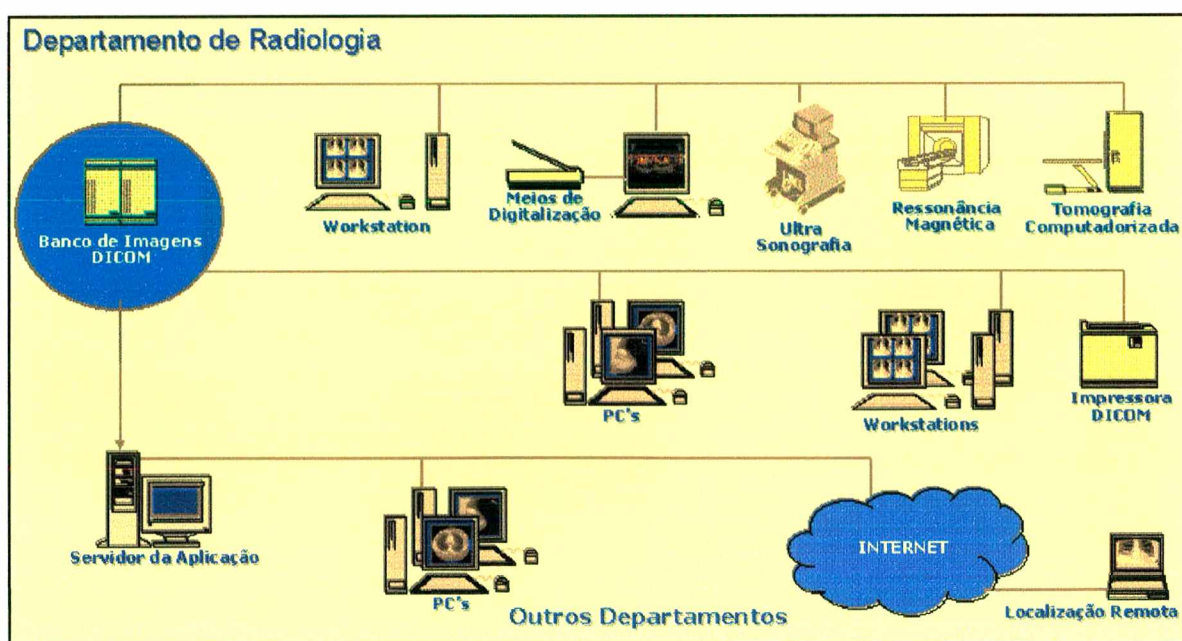 Departamento de Radiologia
Banco de Imagens
DICOM
Workstation
Meios de
Digitalização
Ultra
Sonografia
Ressonância
Magnética
Tomografia
Computadorizada
PC's
Workstations
Impressora
DICOM
Servidor da Aplicação
PC's
Outros Departamentos
INTERNET
Localização Remota